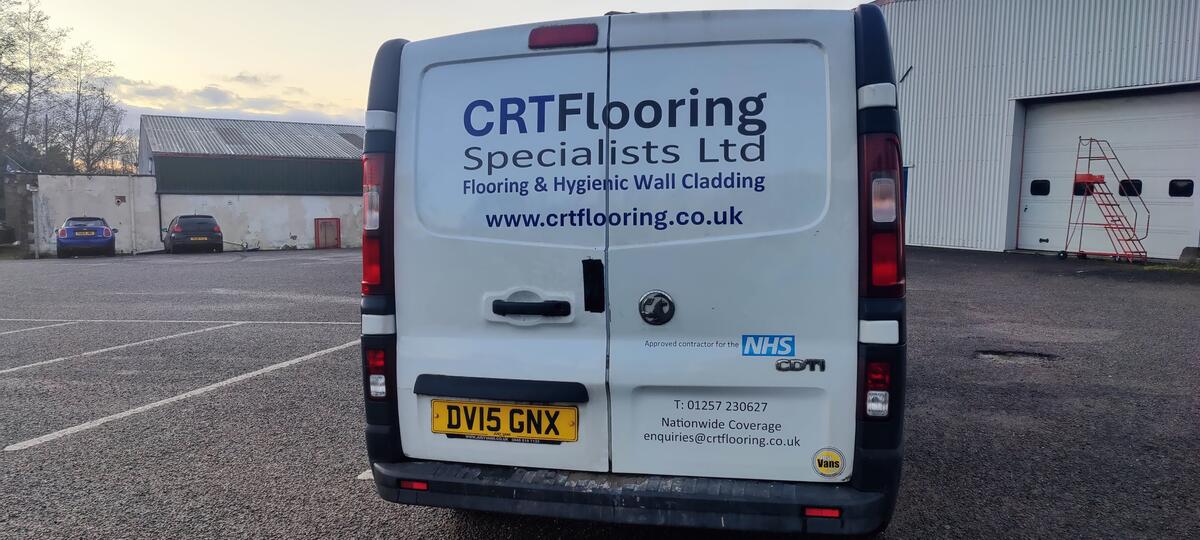 CRTFlooring
Specialists Ltd
Flooring & Hygienic Wall Cladding
www.crtflooring.co.uk
Approved contractor for the NHS
CDTI
DV15 GNX
T: 01257 230627
Nationwide Coverage
enquiries@crtflooring.co.uk
Vans